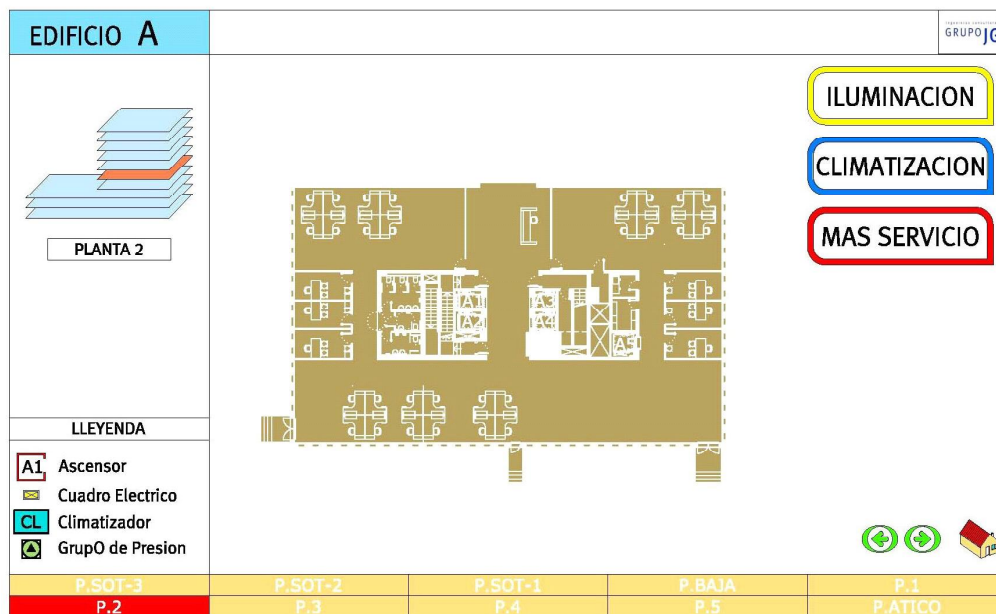 EDIFICIO A
GRUPO JG
ILUMINACION
CLIMATIZACION
MAS SERVICIO
PLANTA 2
A1
A2
A3
A4
A5
LLEYENDA
A1 Ascensor
Cuadro Electrico
CL Climatizador
GrupO de Presion
P.SOT-3 P.SOT-2 P.SOT-1 P.BAJA P.1
P.2 P.3 P.4 P.5 P.ATICO